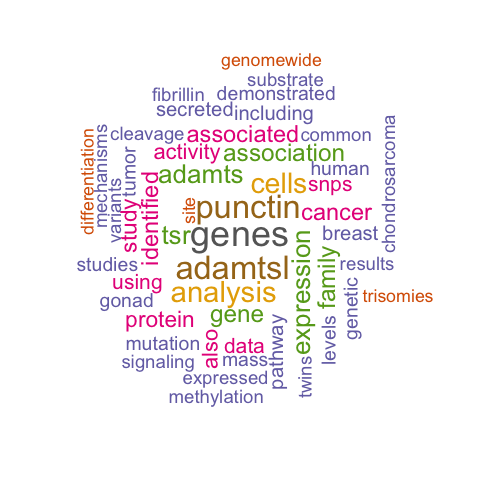 genomewide
substrate
fibrillin
demonstrated
secreted
including
cleavage
associated
common
activity
association
human
adamts
cells
snps
differentiation
mechanisms
variants
tumor
study
identified
site
punctin
cancer
chondrosarcoma
tsr
genes
breast
studies
adamtsl
expression
family
results
using
analysis
genetic
trisomies
gonad
gene
protein
also
data
pathway
levels
mutation
mass
twins
signaling
expressed
methylation